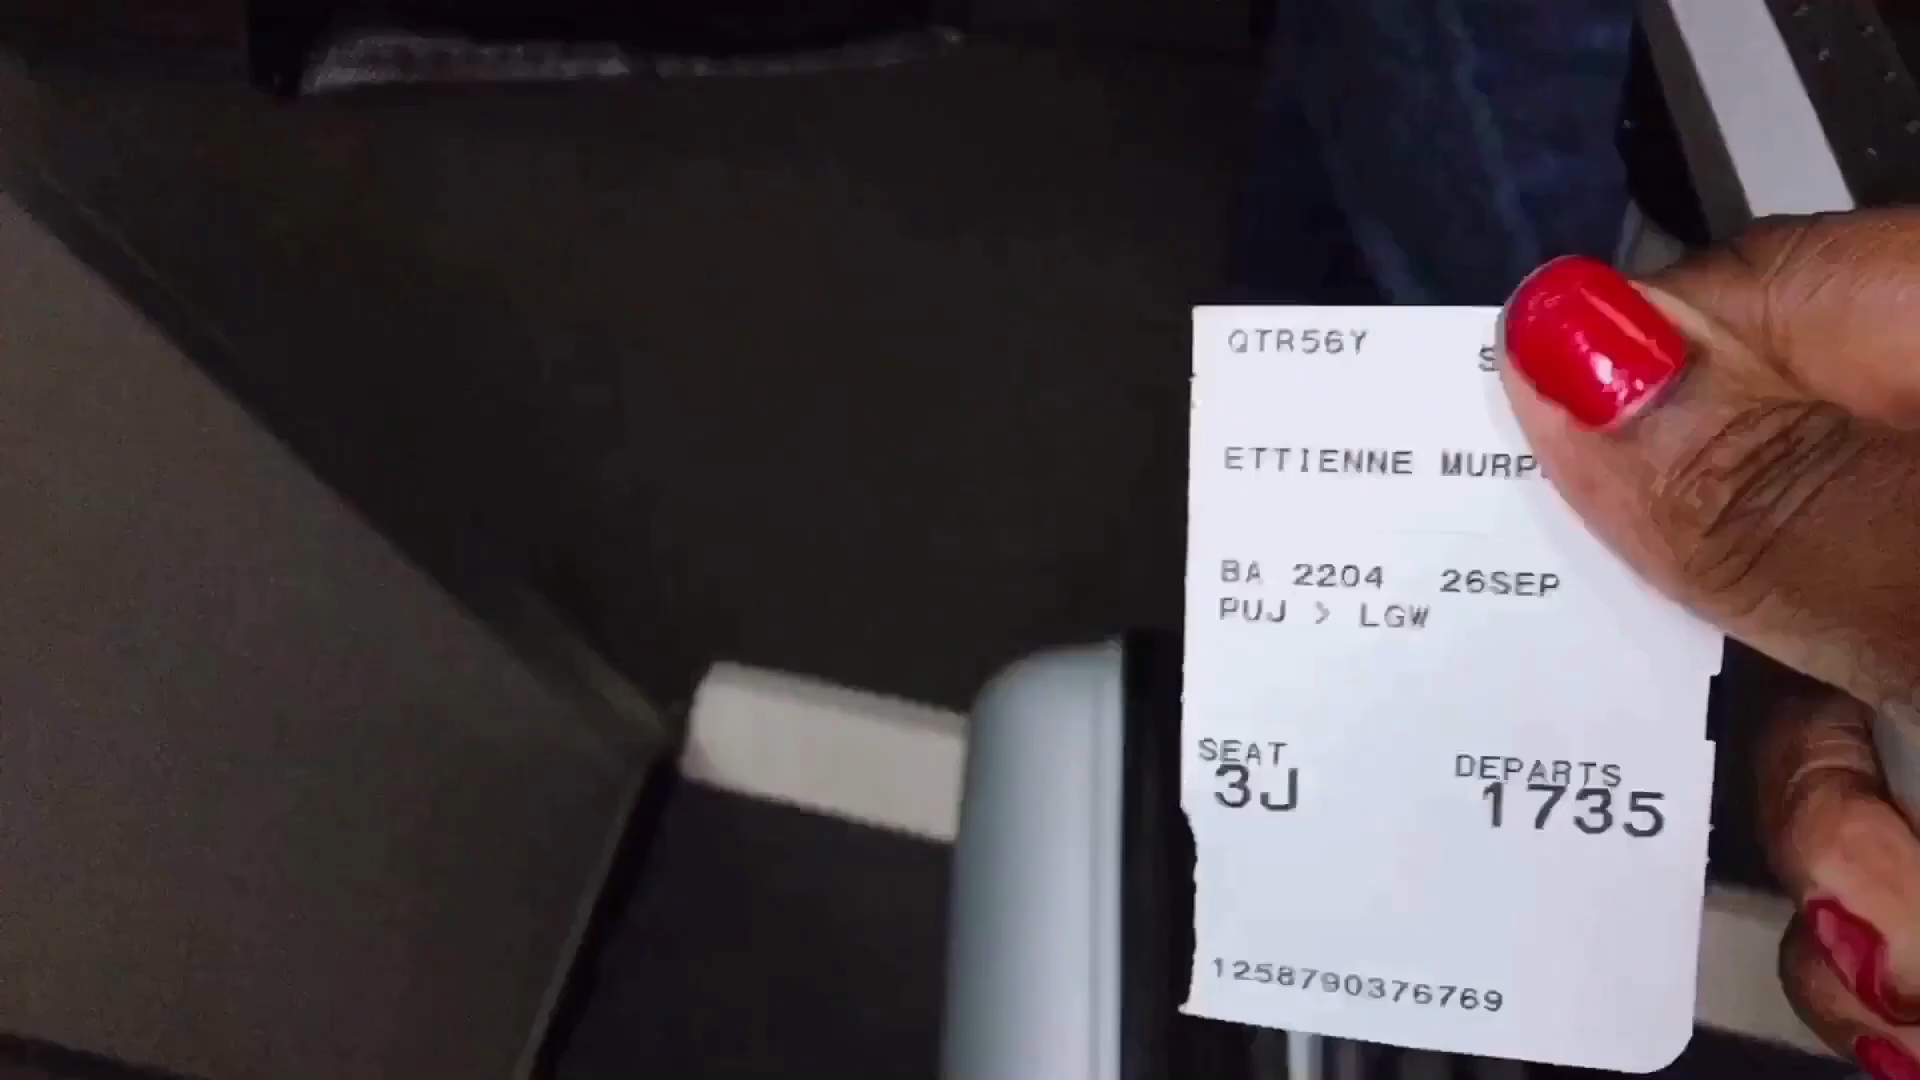 QTR56Y
ETTIENNE
BA 2204 26SEP
PUJ > LGW
SEAT DEPARTS
3J 1735
1258790376769